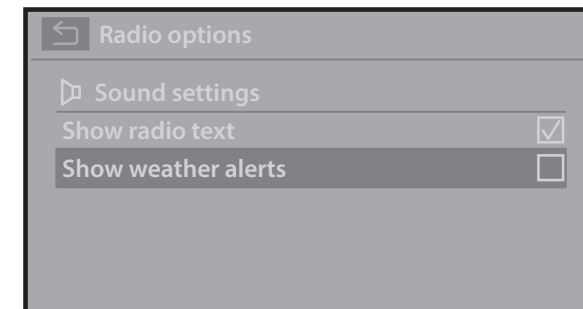 Radio options
Sound settings
Show radio text
Show weather alerts